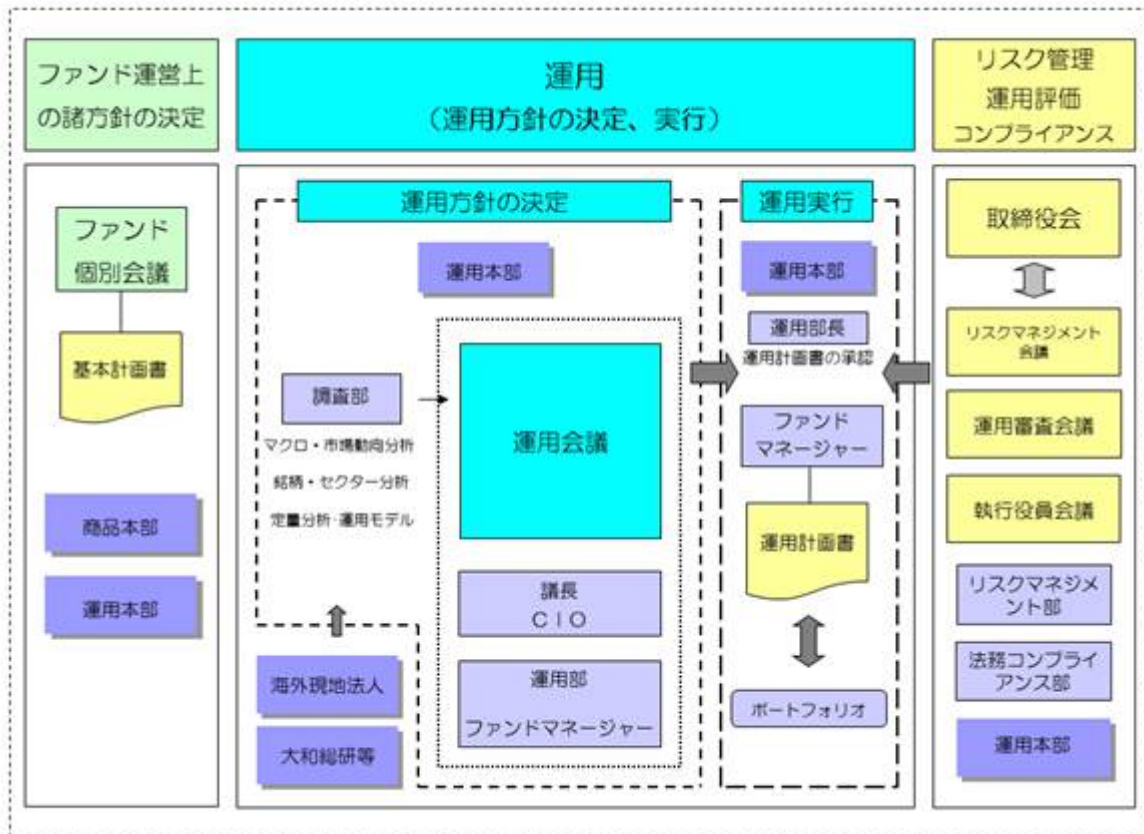 ファンド運営上
の諸方針の決定
運用
(運用方針の決定、実行)
リスク管理
運用評価
コンプライアンス
ファンド
個別会議
基本計画書
商品本部
運用本部
運用方針の決定
運用本部
調査部
マクロ・市場動向分析
銘柄・セクター分析
定量分析・運用モデル
海外現地法人
大和総研等
運用会議
議長
CIO
運用部
ファンドマネージャー
運用実行
運用本部
運用部長
運用計画書の承認
ファンド
マネージャー
運用計画書
ポートフォリオ
取締役会
リスクマネジメント
会議
運用審査会議
執行役員会議
リスクマネジメ
ント部
法務コンプライ
アンス部
運用本部